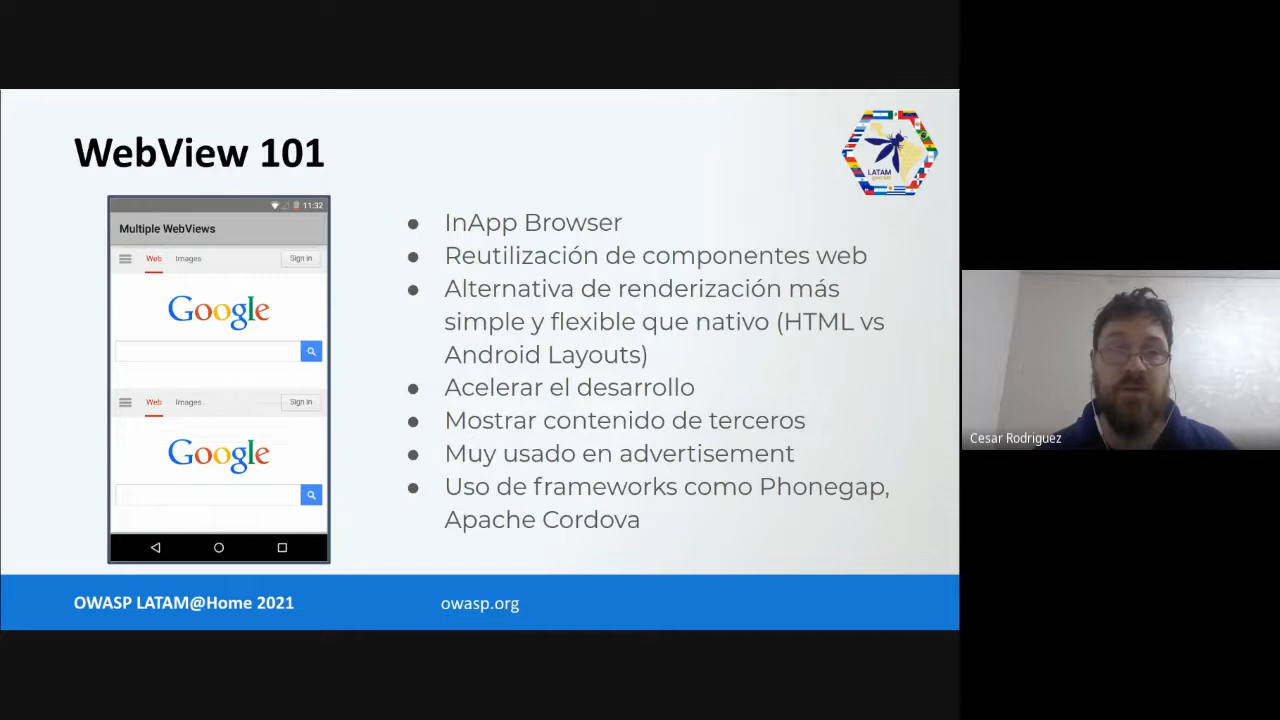 WebView 101
LATAM
@HOME
11:32
Multiple WebViews
Web Images Sign in
Google
Web Images Sign in
Google
● InApp Browser
● Reutilización de componentes web
● Alternativa de renderización más
simple y flexible que nativo (HTML vs
Android Layouts)
● Acelerar el desarrollo
● Mostrar contenido de terceros
● Muy usado en advertisement
● Uso de frameworks como Phonegap,
Apache Cordova
OWASP LATAM@Home 2021
owasp.org
Cesar Rodriguez